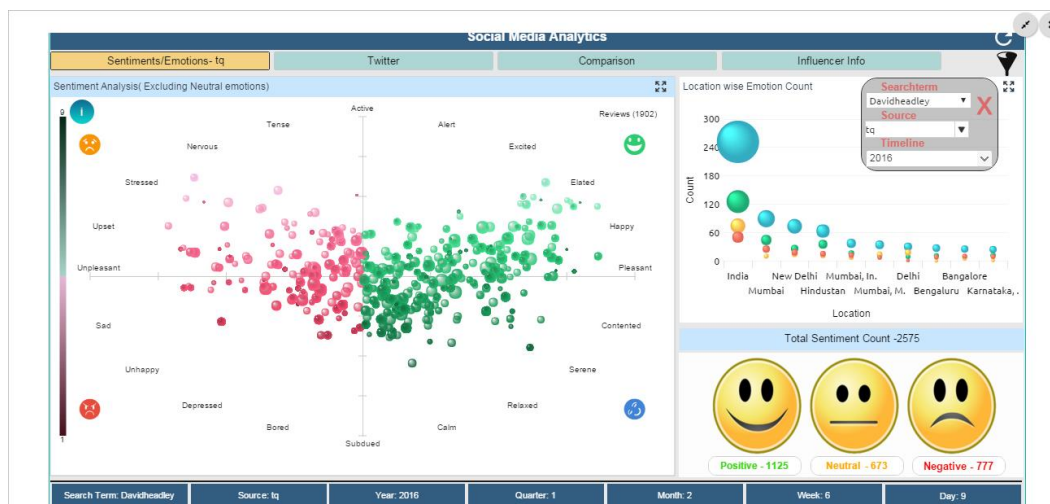 Social Media Analytics
Sentiments/Emotions- tq
Twitter
Comparison
Influencer Info
Sentiment Analysis( Excluding Neutral emotions)
9
1
Reviews (1902)
Active
Tense
Alert
Nervous
Excited
Stressed
Elated
Upset
Happy
Unpleasant
Pleasant
Sad
Contented
Unhappy
Serene
Depressed
Relaxed
Bored
Calm
Subdued
Location wise Emotion Count
Searchterm
Davidheadley
X
Source
tq
Timeline
2016
Count
300
240
180
120
60
0
India
New Delhi
Mumbai, In.
Delhi
Bangalore
Mumbai
Hindustan
Mumbai, M.
Bengaluru
Karnataka, .
Location
Total Sentiment Count -2575
Positive - 1125
Neutral - 673
Negative - 777
Search Term: Davidheadley
Source: tq
Year: 2016
Quarter: 1
Month: 2
Week: 6
Day: 9